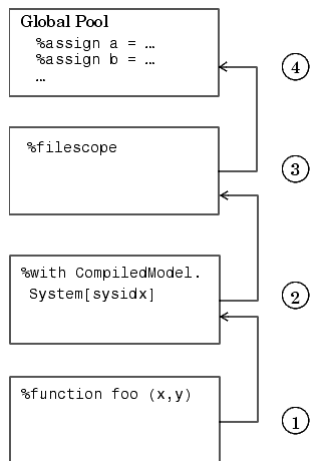 Global Pool
%assign a = …
%assign b = …
…
4
%filescope
3
%with CompiledModel.
System[sysidx]
2
%function foo (x,y)
1